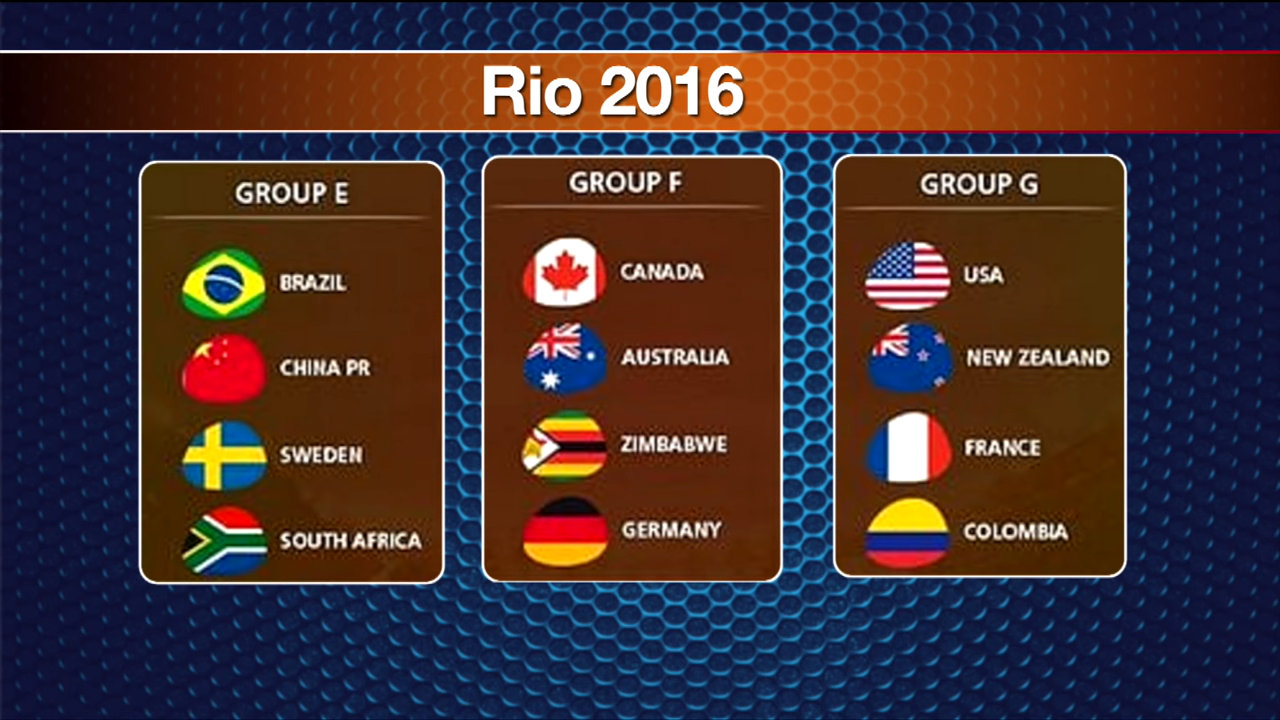 Rio 2016
GROUP E
BRAZIL
CHINA PR
SWEDEN
SOUTH AFRICA
GROUP F
CANADA
AUSTRALIA
ZIMBABWE
GERMANY
GROUP G
USA
NEW ZEALAND
FRANCE
COLOMBIA